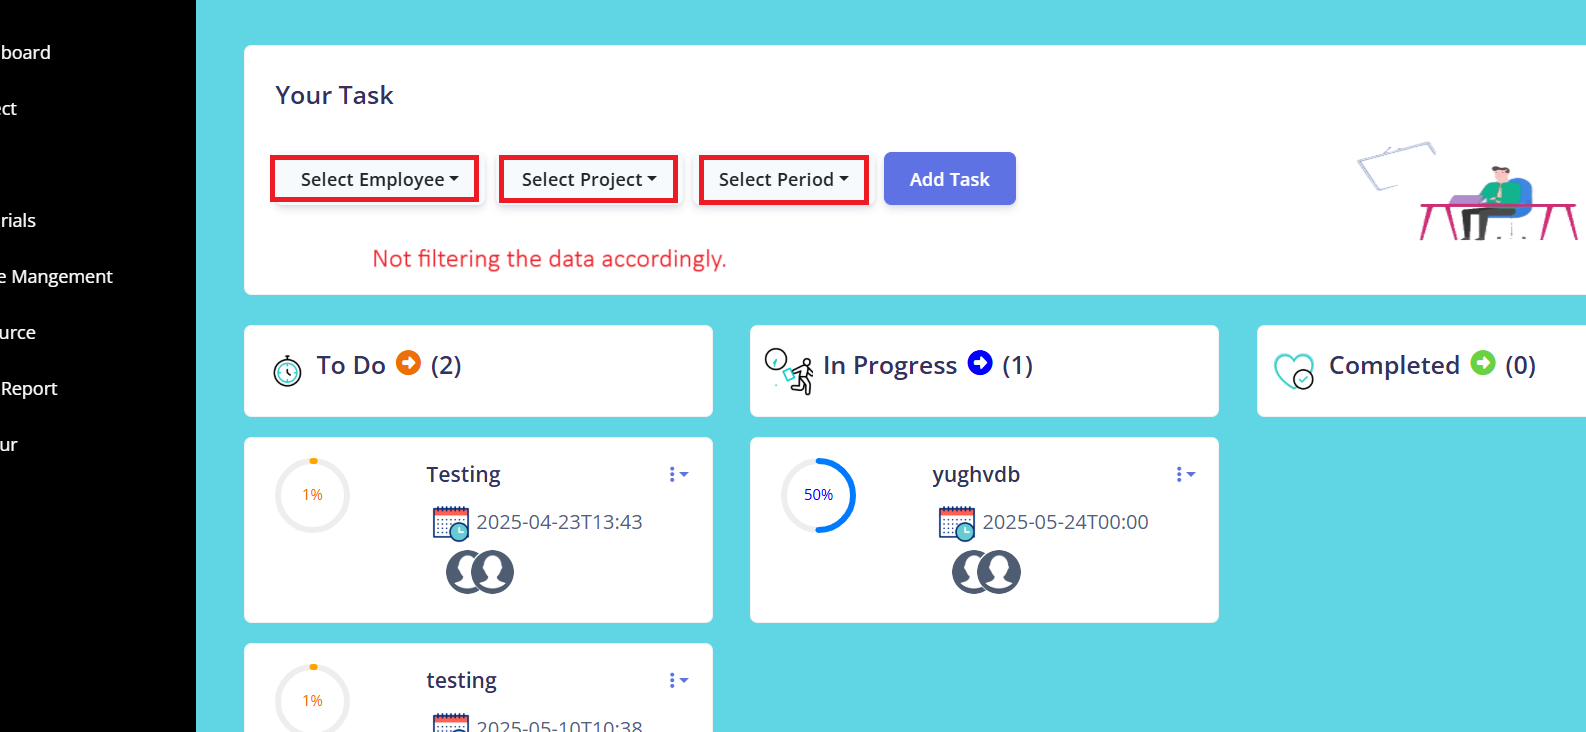 board
ect
rials
e Mangement
urce
Report
ur
Your Task
Select Employee
Select Project
Select Period
Add Task
Not filtering the data accordingly.
To Do (2)
In Progress (1)
Completed (0)
1%
Testing
2025-04-23T13:43
50%
yughvdb
2025-05-24T00:00
1%
testing
2025-05-10T10:38